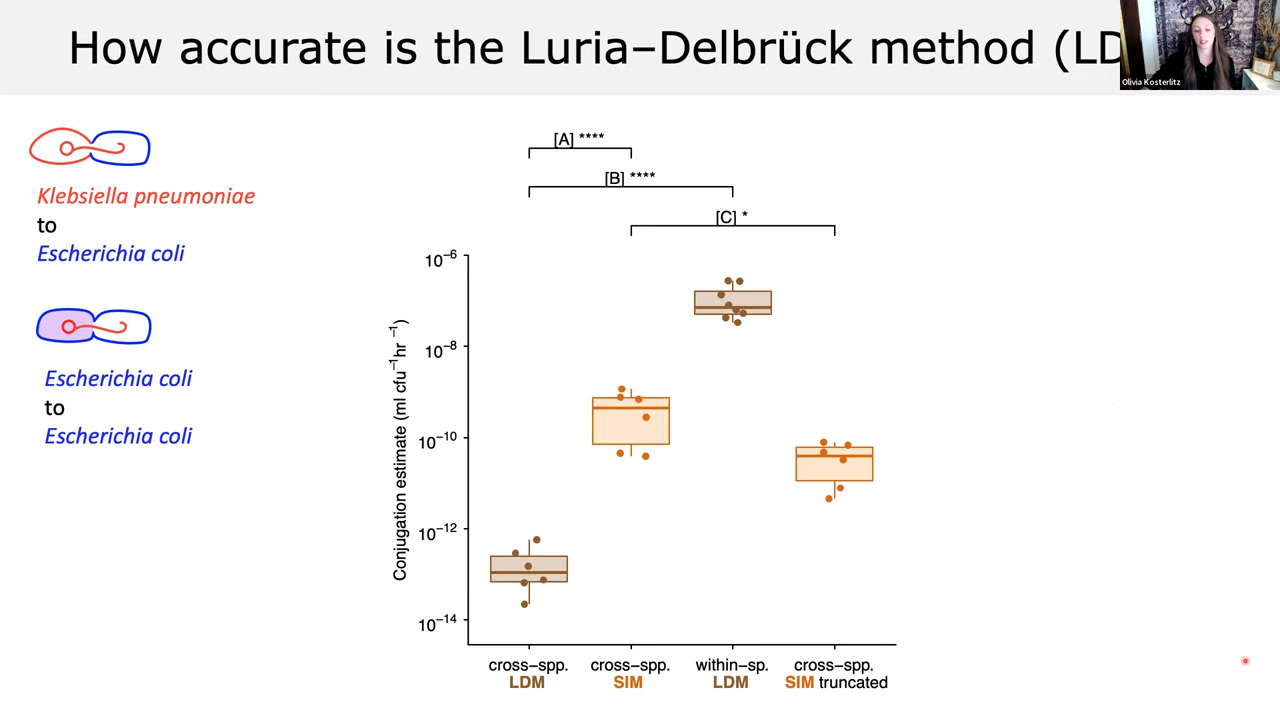 How accurate is the Luria–Delbrück method (LD
Olivia Kosterlitz
Klebsiella pneumoniae
to
Escherichia coli
Escherichia coli
to
Escherichia coli
[A] ****
[B] ****
[C] *
Conjugation estimate (ml cfu⁻¹hr ⁻¹)
10⁻⁶
10⁻⁸
10⁻¹⁰
10⁻¹²
10⁻¹⁴
cross–spp.
LDM
cross–spp.
SIM
within–sp.
LDM
cross–spp.
SIM truncated